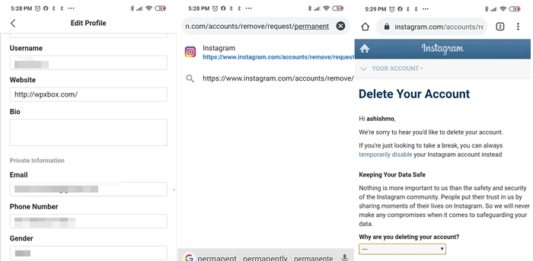 5:28 PM
Edit Profile
Username
Website
http://wpxbox.com/
Bio
Private Information
Email
Phone Number
Gender
5:28 PM
n.com/accounts/remove/request/permanent
Instagram
https://www.instagram.com/accounts/remove/request
https://www.instagram.com/accounts/remove/
permanent permanently permanente
5:29 PM
instagram.com/accounts/re
Instagram
YOUR ACCOUNT
Delete Your Account
Hi ashishmo,
We're sorry to hear you'd like to delete your account.
If you're just looking to take a break, you can always
temporarily disable your Instagram account instead
Keeping Your Data Safe
Nothing is more important to us than the safety and security
of the Instagram community. People put their trust in us by
sharing moments of their lives on Instagram. So we will never
make any compromises when it comes to safeguarding your
data.
Why are you deleting your account?
---